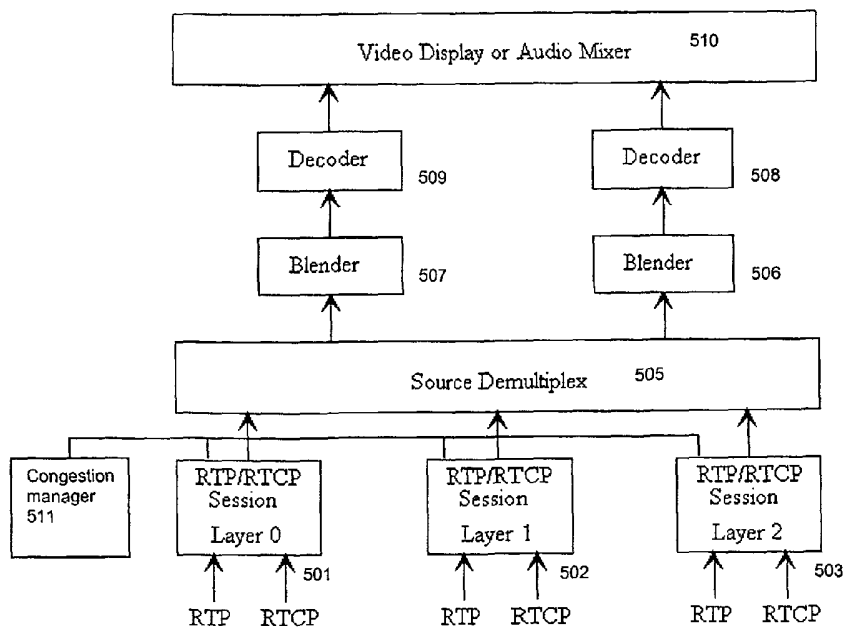 Video Display or Audio Mixer 510
Decoder 509
Decoder 508
Blender 507
Blender 506
Source Demultiplex 505
Congestion
manager
511
RTP/RTCP
Session
Layer 0
501
RTP/RTCP
Session
Layer 1
502
RTP/RTCP
Session
Layer 2
503
RTP RTCP
RTP RTCP
RTP RTCP